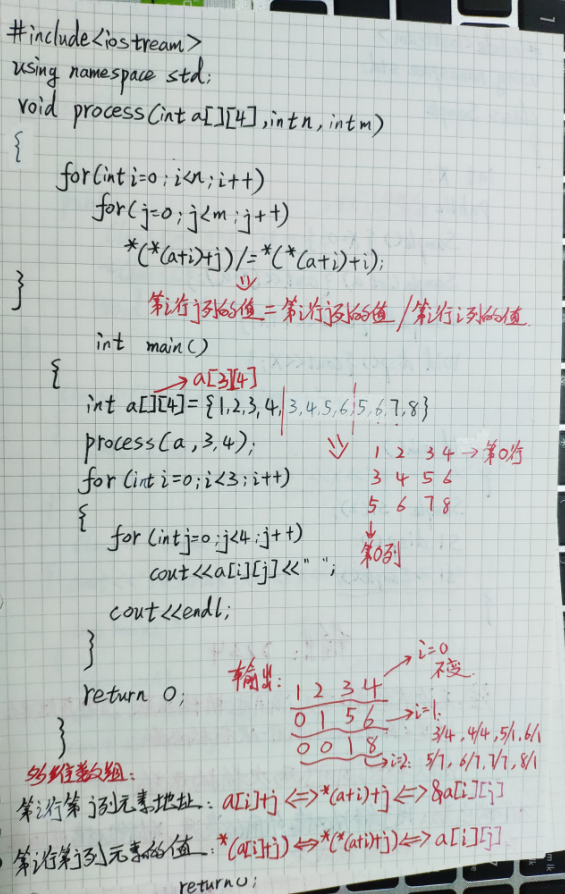 #include<iostream>
using namespace std;
void process(int a[][4],int n,int m)
{
for(int i=0;i<n;i++)
for(j=0;j<m;j++)
*(*(a+i)+j)/=*(*(a+i)+i);
第i行j列的值=第i行j列的值/第i行i列的值
}
int main()
{
a[3][4]
int a[][4]={1,2,3,4,3,4,5,6,5,6,7,8}
process(a,3,4);
1 2 3 4→第0行
for(int i=0;i<3;i++)
3 4 5 6
{
5 6 7 8
for(int j=0;j<4;j++)
第0列
cout<<a[i][j]<<" ";
cout<<endl;
}
i=0
不变
输出:
1 2 3 4
return 0;
0 1 5 6
→i=1:
3/4,4/4,5/1,6/1
}
0 0 1 8
→i=2:5/7,6/7,7/7,8/1
多维数组:
第i行第j列元素地址:a[i]+j⇔*(a+i)+j⇔&a[i][j]
第i行第j列元素的值:*(a[i]+j)⇔*(*(a+i)+j)⇔a[i][j]
return 0;